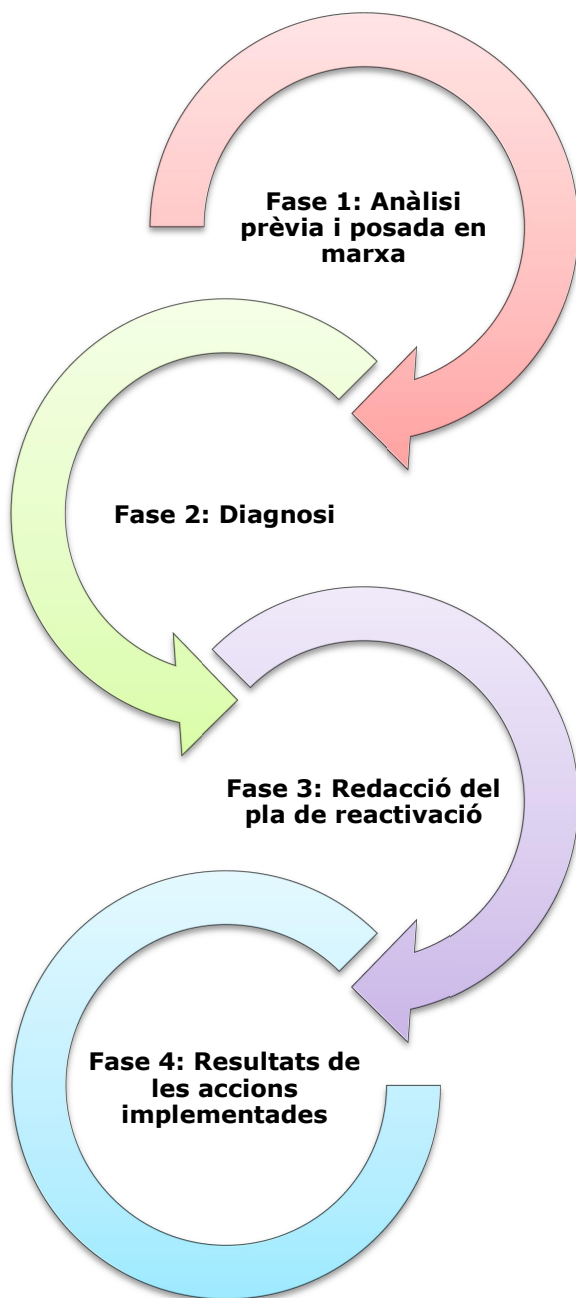 Fase 1: Anàlisi
prèvia i posada en
marxa
Fase 2: Diagnosi
Fase 3: Redacció del
pla de reactivació
Fase 4: Resultats de
les accions
implementades